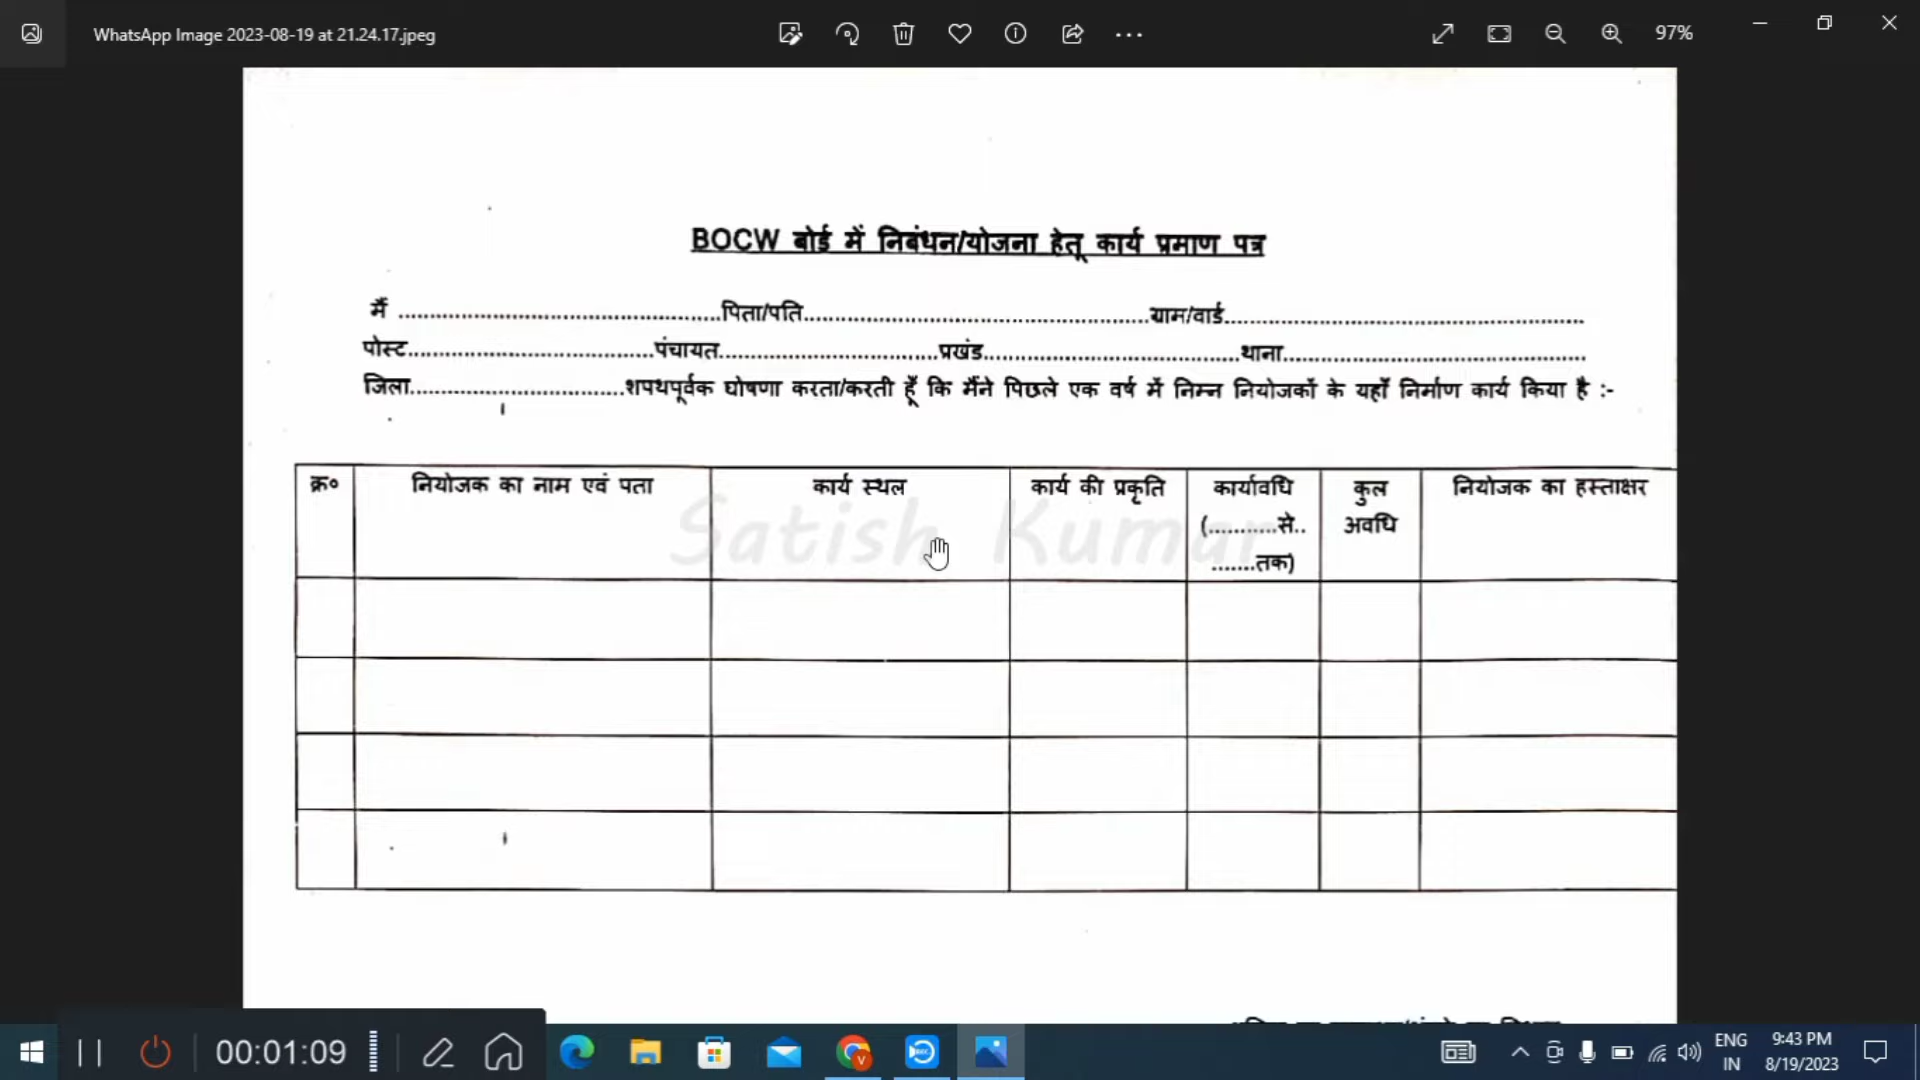 WhatsApp Image 2023-08-19 at 21.24.17.jpeg
97%
BOCW बोर्ड में निबंधन/योजना हेतू कार्य प्रमाण पत्र
मैं ............................................पिता/पति................................................ग्राम/वार्ड..................................................
पोस्ट..................................पंचायत..............................प्रखंड...................................थाना..........................................
जिला..............................शपथपूर्वक घोषणा करता/करती हूँ कि मैंने पिछले एक वर्ष में निम्न नियोजकों के यहाँ निर्माण कार्य किया है :-
क्र० नियोजक का नाम एवं पता कार्य स्थल कार्य की प्रकृति कार्यावधि कुल नियोजक का हस्ताक्षर
(...........से.. अवधि
.......तक)
Satish Kumar
00:01:09
ENG
IN
9:43 PM
8/19/2023